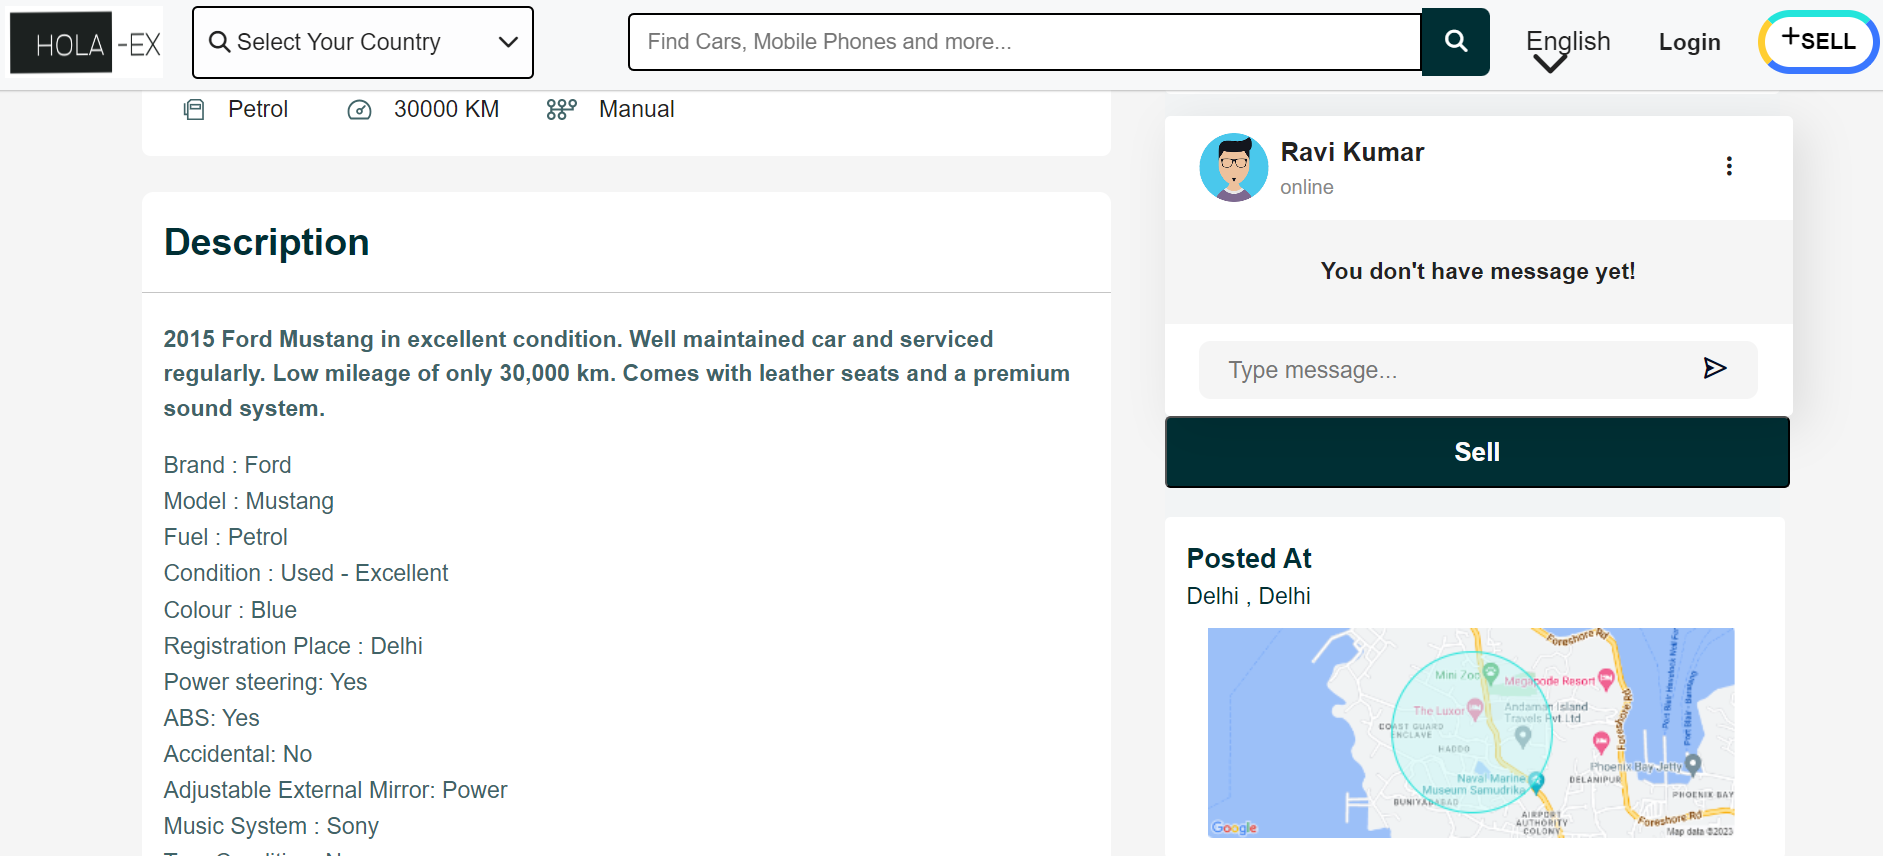 HOLA -EX
Select Your Country
Find Cars, Mobile Phones and more...
English
Login
+SELL
Petrol
30000 KM
Manual
Description
2015 Ford Mustang in excellent condition. Well maintained car and serviced
regularly. Low mileage of only 30,000 km. Comes with leather seats and a premium
sound system.
Brand : Ford
Model : Mustang
Fuel : Petrol
Condition : Used - Excellent
Colour : Blue
Registration Place : Delhi
Power steering: Yes
ABS: Yes
Accidental: No
Adjustable External Mirror: Power
Music System : Sony
Ravi Kumar
online
You don't have message yet!
Type message...
Sell
Posted At
Delhi , Delhi
Foreshore Rd
Mini Zoo
Megapode Resort
The Luxor
Andaman Island
Travels Pvt.Ltd
COAST GUARD
ENCLAVE
HADDO
Foreshore Rd
Phoenix Bay Jetty
Naval Marine
Museum Samudrika
DELANIPUR
BUNIYADABAD
PHOENIX BAY
AIRPORT
AUTHORITY
COLONY
Foreshore Rd
Google
Map data ©2023